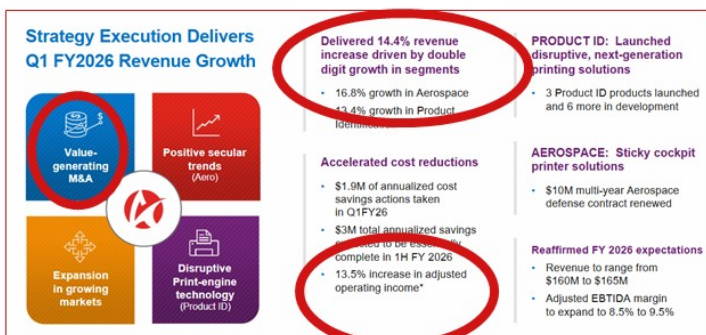 Strategy Execution Delivers
Q1 FY2026 Revenue Growth
Value-
generating
M&A
Positive secular
trends
(Aero)
Expansion
in growing
markets
Disruptive
Print-engine
technology
(Product ID)
Delivered 14.4% revenue
increase driven by double
digit growth in segments
• 16.8% growth in Aerospace
• 13.4% growth in Product
Accelerated cost reductions
• $1.9M of annualized cost
savings actions taken
in Q1FY26
• $3M total annualized savings
to be
complete in 1H FY 2026
• 13.5% increase in adjusted
operating income*
PRODUCT ID: Launched
disruptive, next-generation
printing solutions
• 3 Product ID products launched
and 6 more in development
AEROSPACE: Sticky cockpit
printer solutions
• $10M multi-year Aerospace
defense contract renewed
Reaffirmed FY 2026 expectations
• Revenue to range from
$160M to $165M
• Adjusted EBTIDA margin
to expand to 8.5% to 9.5%